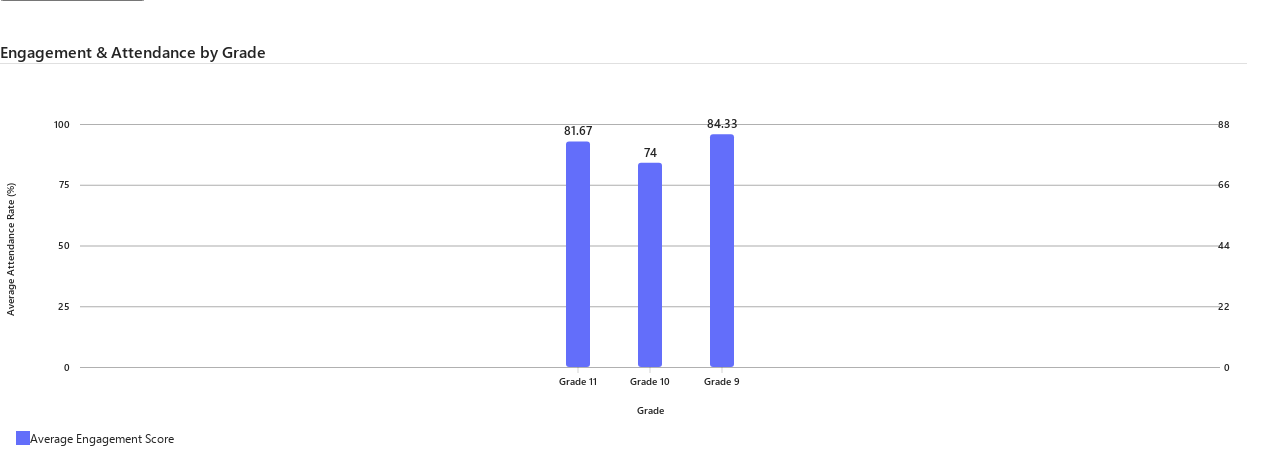 Engagement & Attendance by Grade
Average Attendance Rate (%)
100
75
50
25
0
88
66
44
22
0
81.67
74
84.33
Grade 11
Grade 10
Grade 9
Grade
Average Engagement Score